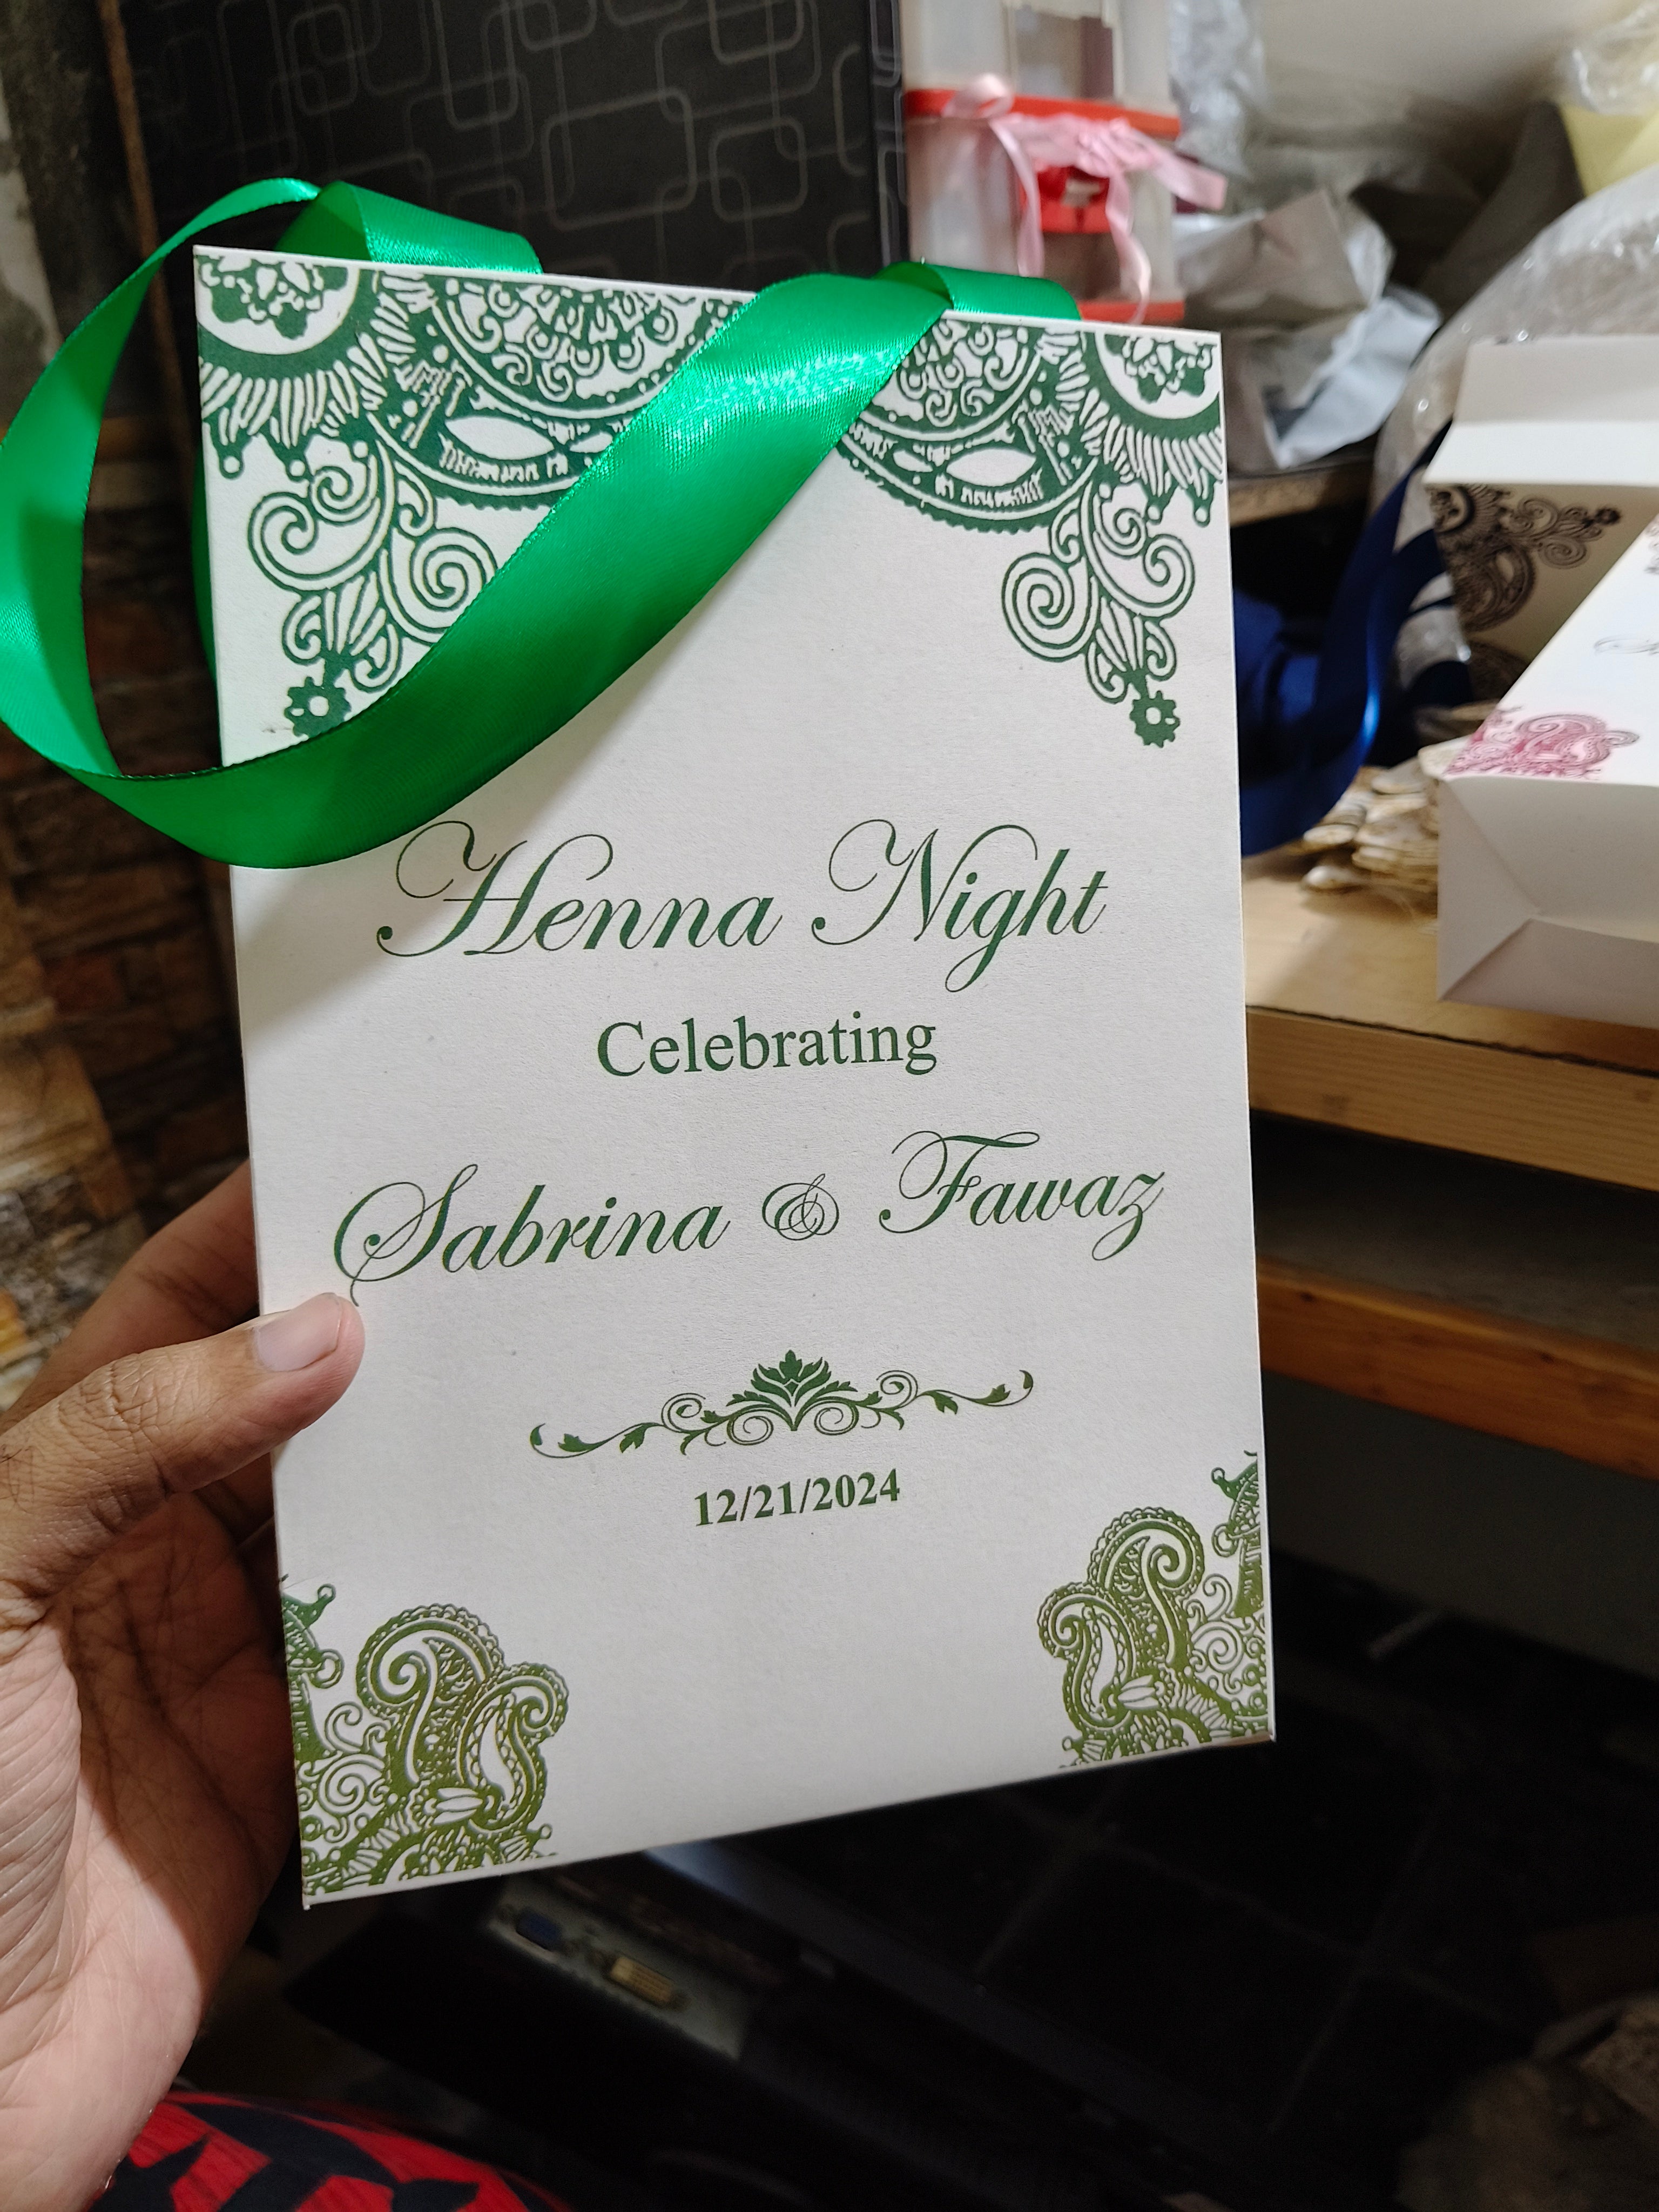 Henna Night
Celebrating
Sabrina & Fawaz
12/21/2024